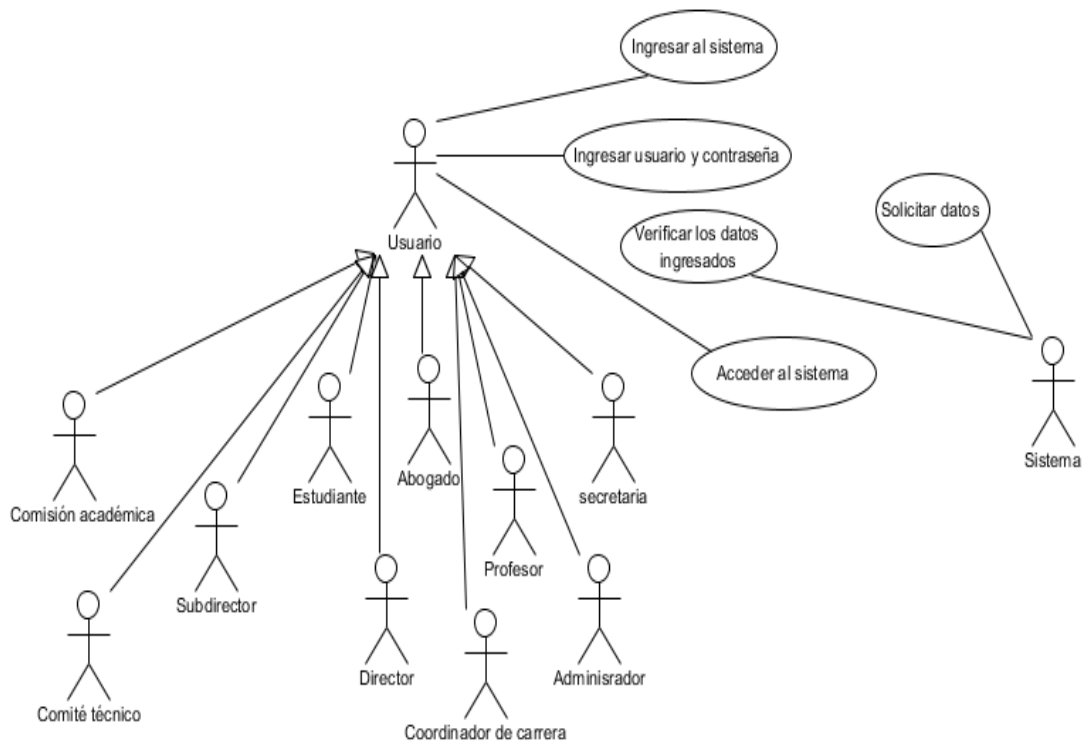 Ingresar al sistema
Ingresar usuario y contraseña
Solicitar datos
Verificar los datos
ingresados
Usuario
Acceder al sistema
Sistema
Comisión académica
Estudiante
Abogado
secretaria
Subdirector
Profesor
Comité técnico
Director
Adminisrador
Coordinador de carrera